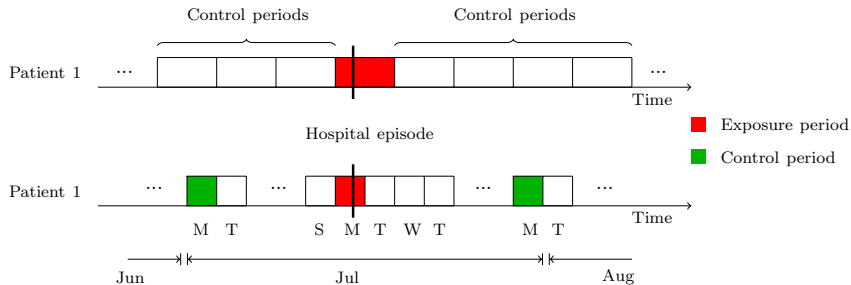 Control periods Control periods
Patient 1 ... ...
Time
Hospital episode
Exposure period
Control period
Patient 1 ... ... ... ...
Time
M T S M T W T M T
Jun Jul Aug